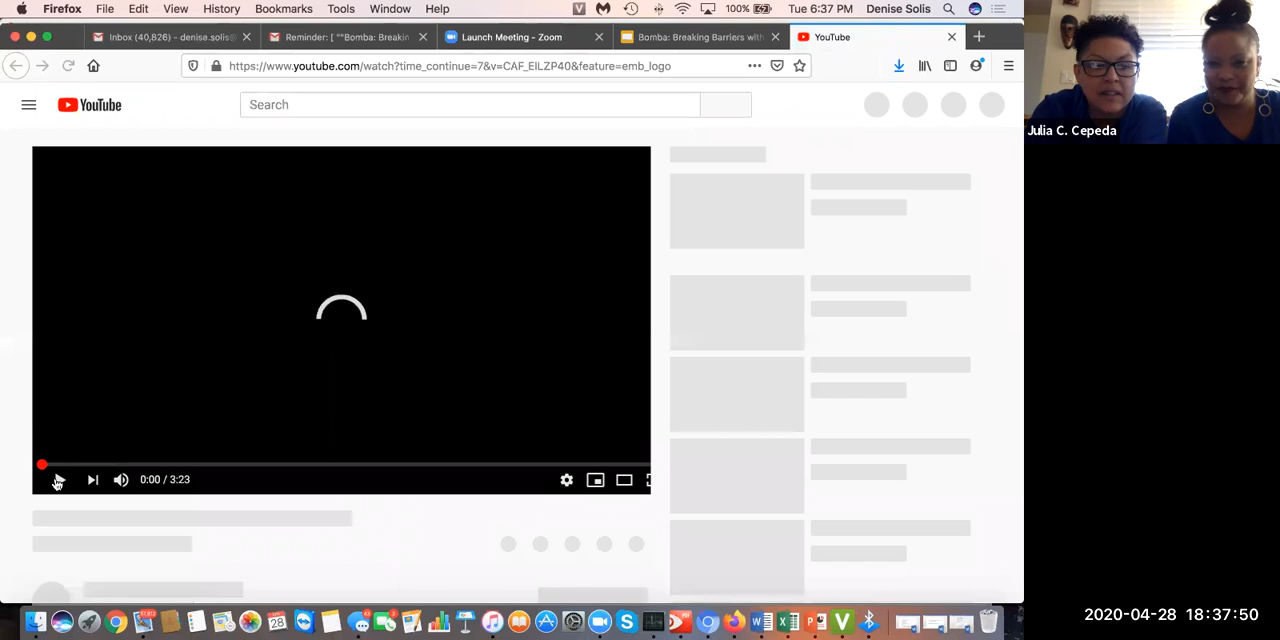 Firefox File Edit View History Bookmarks Tools Window Help 100% Tue 6:37 PM Denise Solis
Inbox (40,826) - denise.solis@ Reminder: [ ""Bomba: Breakin Launch Meeting - Zoom Bomba: Breaking Barriers with YouTube
https://www.youtube.com/watch?time_continue=7&v=CAF_EILZP40&feature=emb_logo
YouTube Search
Julia C. Cepeda
0:00 / 3:23
2020-04-28 18:37:50